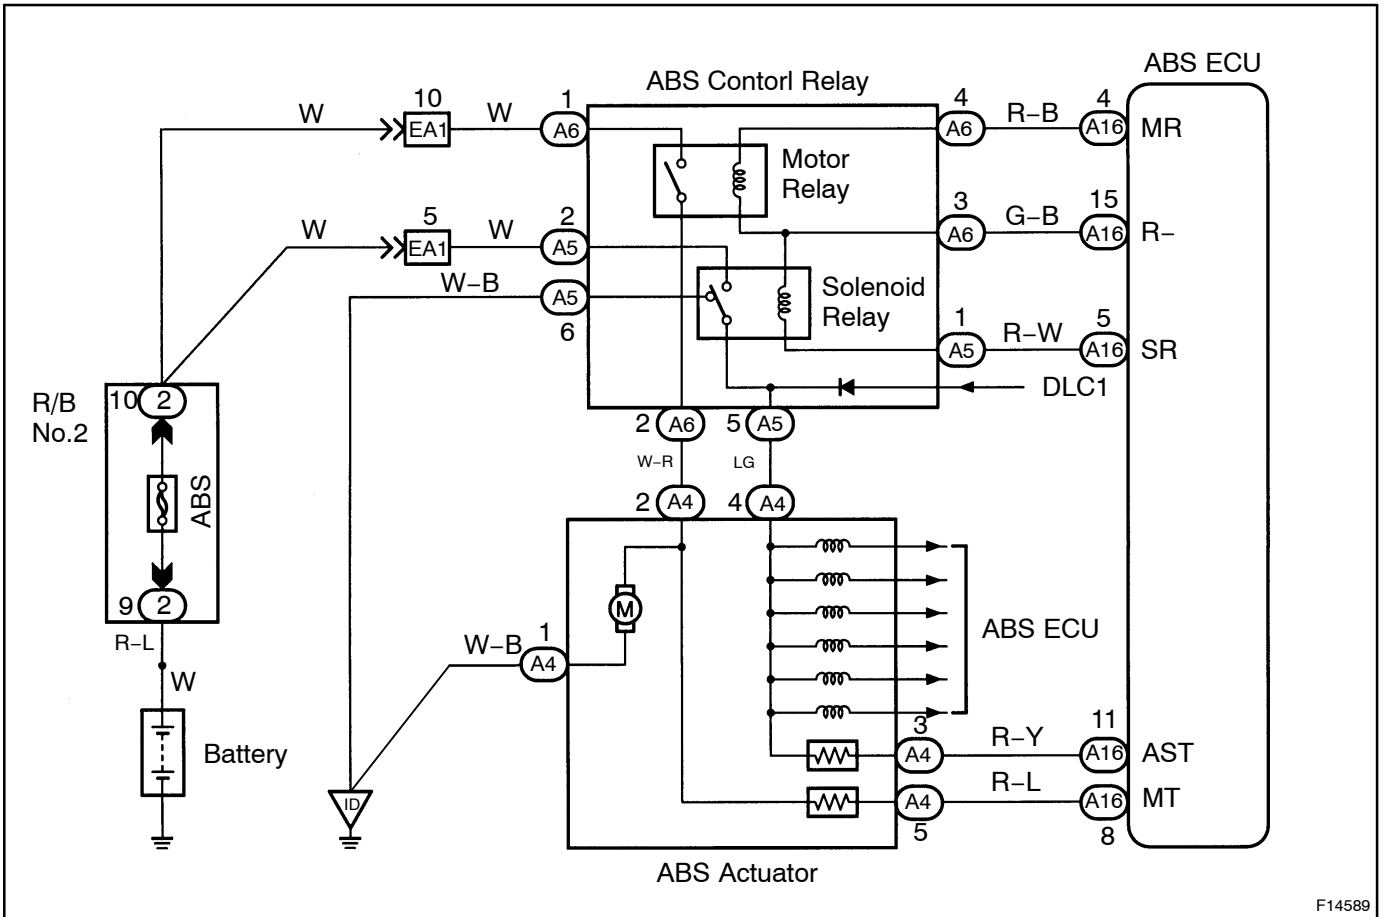 ABS ECU
ABS Contorl Relay
W
10
EA1
W
1
A6
4
A6
R-B
4
A16
MR
Motor
Relay
W
5
EA1
W
2
A5
3
A6
G-B
15
A16
R-
W-B
A5
6
Solenoid
Relay
1
A5
R-W
5
A16
SR
DLC1
R/B
No.2
10
2
ABS
9
2
R-L
W
Battery
2
A6
5
A5
W-R
LG
2
A4
4
A4
M
W-B
1
A4
ABS ECU
3
A4
R-Y
11
A16
AST
A4
5
R-L
A16
8
MT
ID
ABS Actuator
F14589